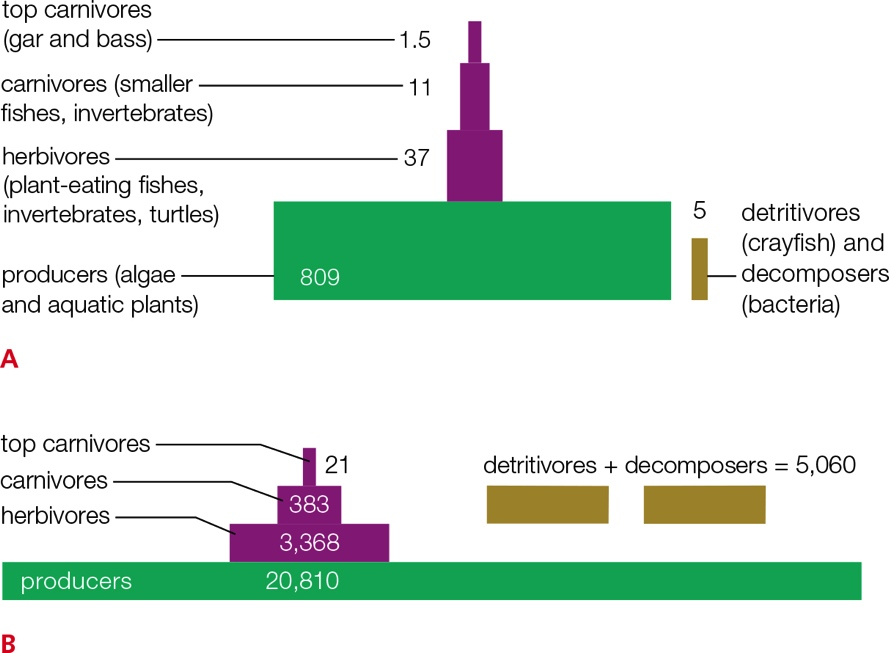 top carnivores
(gar and bass)
1.5
carnivores (smaller
fishes, invertebrates)
11
herbivores
(plant-eating fishes,
invertebrates, turtles)
37
producers (algae
and aquatic plants)
809
5
detritivores
(crayfish) and
decomposers
(bacteria)
A
top carnivores
21
carnivores
383
herbivores
3,368
producers
20,810
detritivores + decomposers = 5,060
B